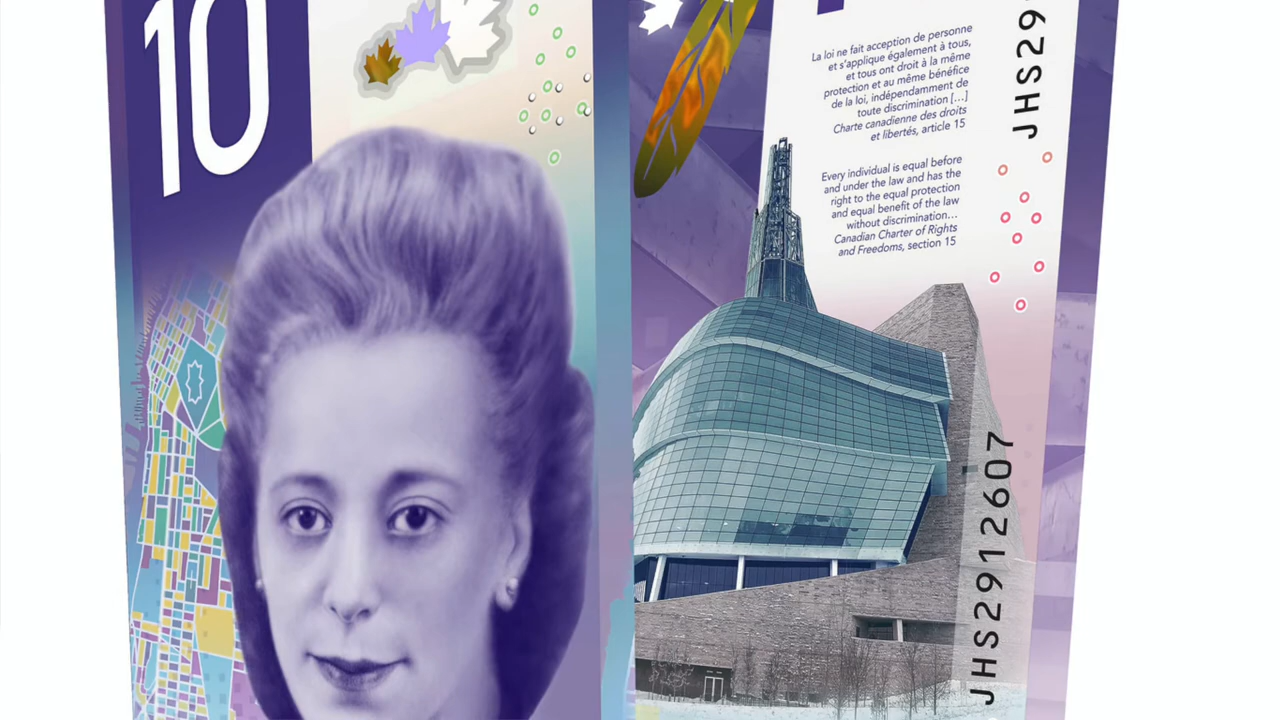 10
La loi ne fait acception de personne
et s'applique également à tous,
et tous ont droit à la même
protection et au même bénéfice
de la loi, indépendamment de
toute discrimination [...]
Charte canadienne des droits
et libertés, article 15
Every individual is equal before
and under the law and has the
right to the equal protection
and equal benefit of the law
without discrimination...
Canadian Charter of Rights
and Freedoms, section 15
JHS29
JHS2912607